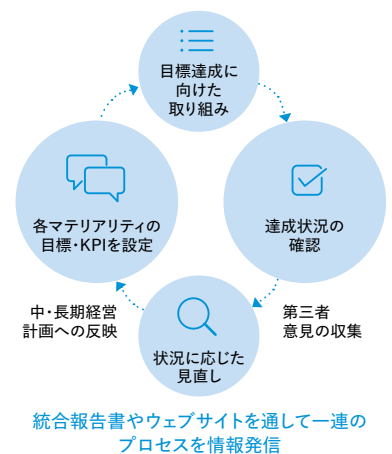 目標達成に
向けた
取り組み
各マテリアリティの
目標・KPIを設定
達成状況の
確認
中・長期経営
計画への反映
第三者
意見の収集
状況に応じた
見直し
統合報告書やウェブサイトを通して一連の
プロセスを情報発信